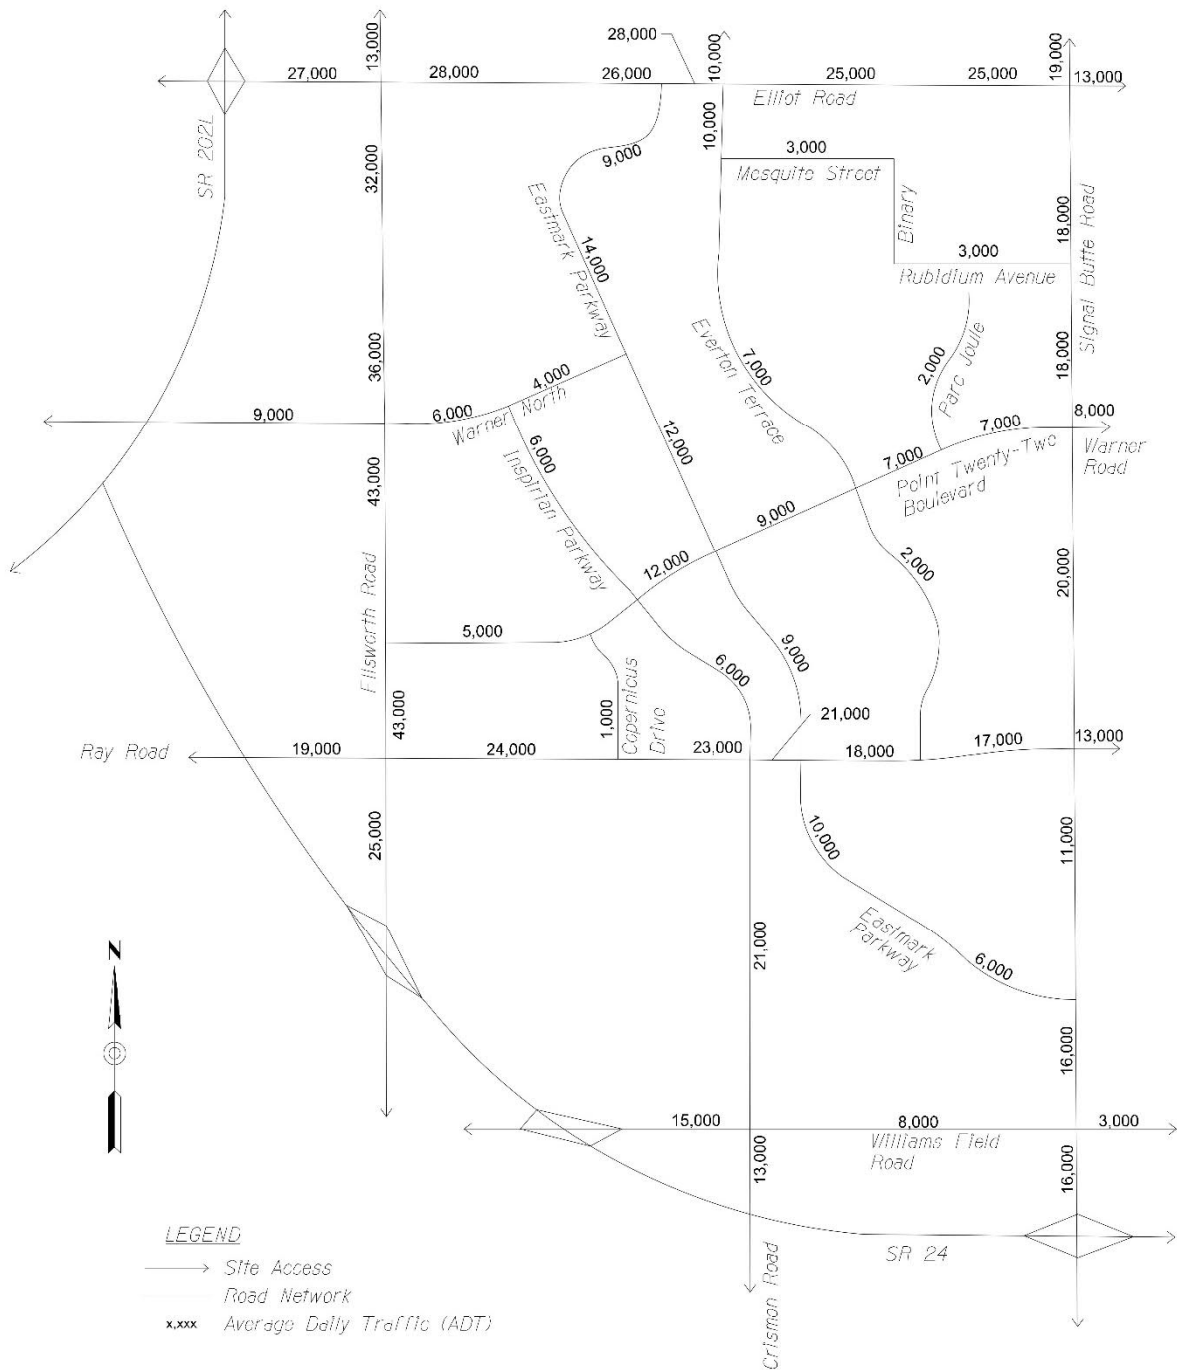 28,000
10,000
19,000
13,000
27,000
28,000
26,000
25,000
25,000
13,000
Elliot Road
SR 202L
32,000
9,000
10,000
3,000
Mesquite Street
Binary
18,000
Signal Butte Road
3,000
Rubidium Avenue
Eastmark Parkway
14,000
36,000
Everton Terrace
7,000
2,000
Parc Joule
18,000
4,000
9,000
6,000
Warner North
12,000
7,000
8,000
Warner
Road
7,000
Point Twenty-Two
Boulevard
6,000
Inspirian Parkway
43,000
9,000
12,000
2,000
20,000
Ellsworth Road
5,000
9,000
6,000
1,000
Copernicus
Drive
43,000
21,000
Ray Road
19,000
24,000
23,000
18,000
17,000
13,000
25,000
10,000
11,000
Eastmark
Parkway
6,000
21,000
N
16,000
15,000
8,000
3,000
Williams Field
Road
13,000
16,000
SR 24
Crismon Road
LEGEND
Site Access
Road Network
x,xxx Average Daily Traffic (ADT)